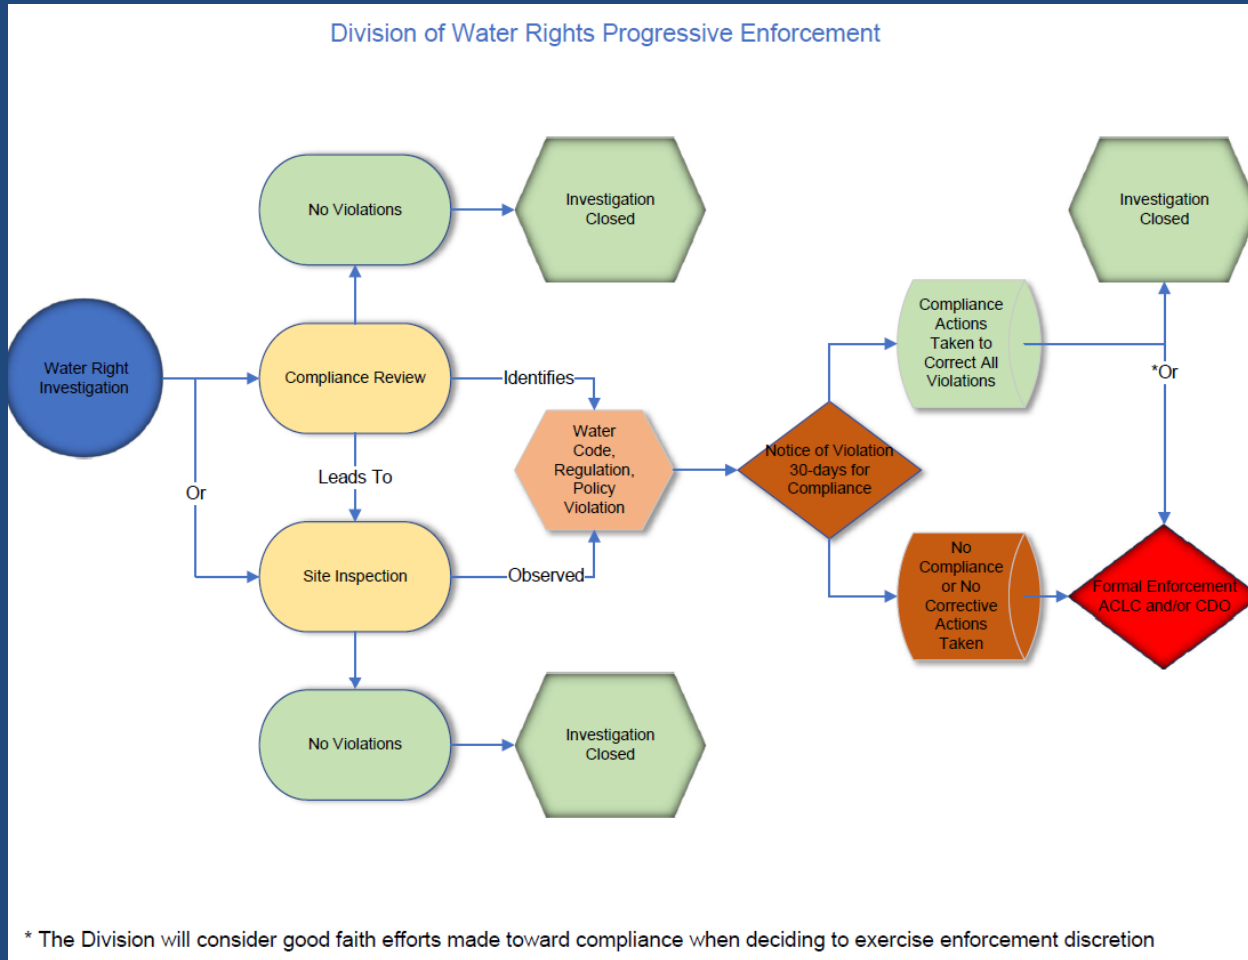 Division of Water Rights Progressive Enforcement
No Violations
Investigation
Closed
Investigation
Closed
Water Right
Investigation
Compliance Review
Identifies
Leads To
Or
Water
Code,
Regulation,
Policy
Violation
Site Inspection
Observed
No Violations
Investigation
Closed
Notice of Violation
30-days for
Compliance
Compliance
Actions
Taken to
Correct All
Violations
*Or
No
Compliance
or No
Corrective
Actions
Taken
Formal Enforcement
ACLC and/or CDO
* The Division will consider good faith efforts made toward compliance when deciding to exercise enforcement discretion